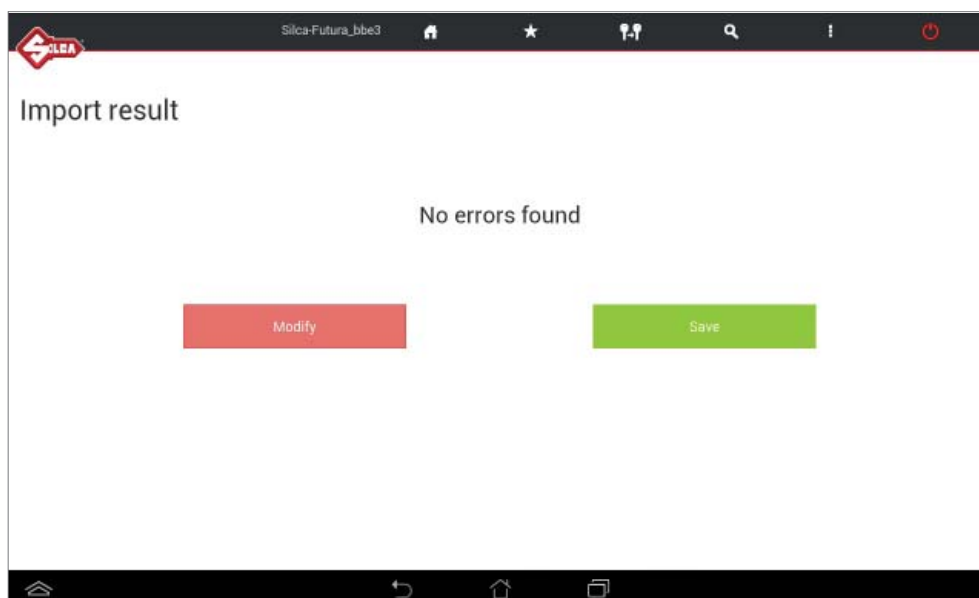 SILCA
Silca-Futura_bbe3
Import result
No errors found
Modify
Save